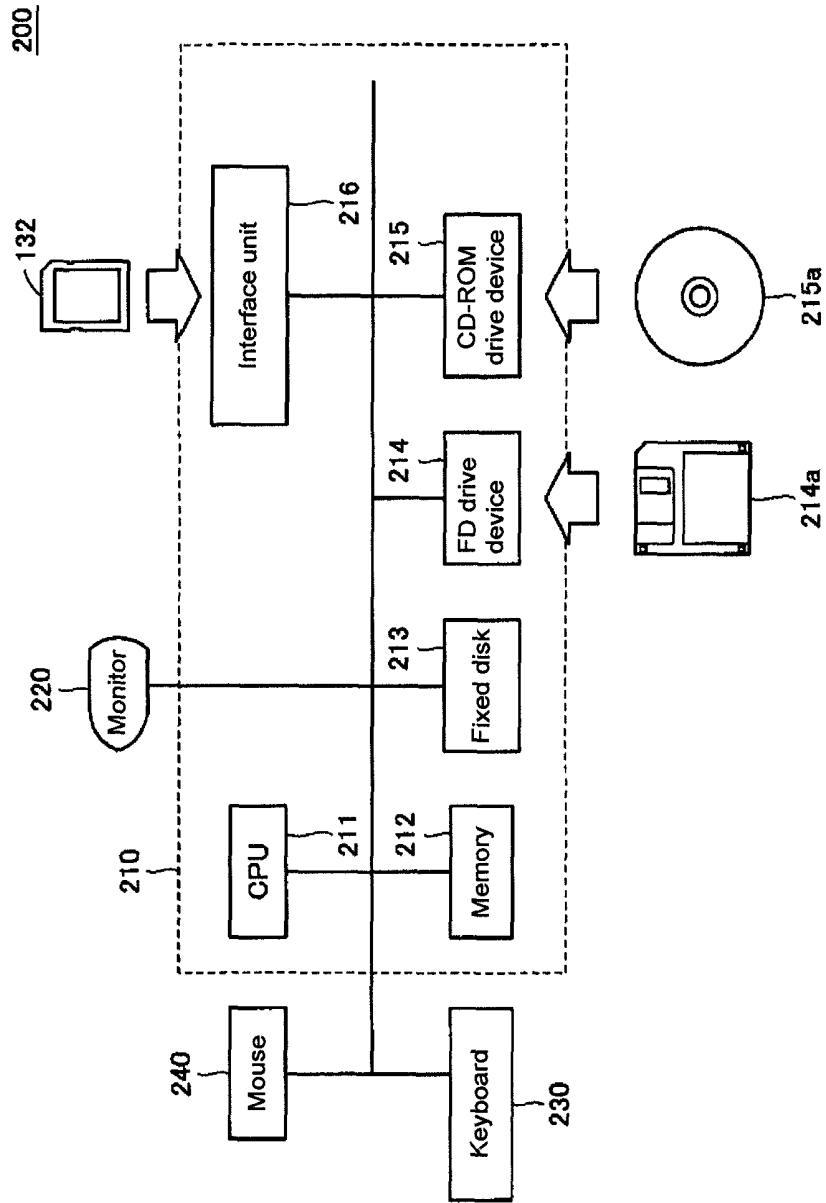 200
132
220
Monitor
210
Interface unit
216
240
Mouse
CPU
211
212
Memory
213
Fixed disk
214
FD drive
device
215
CD-ROM
drive device
Keyboard
230
214a
215a